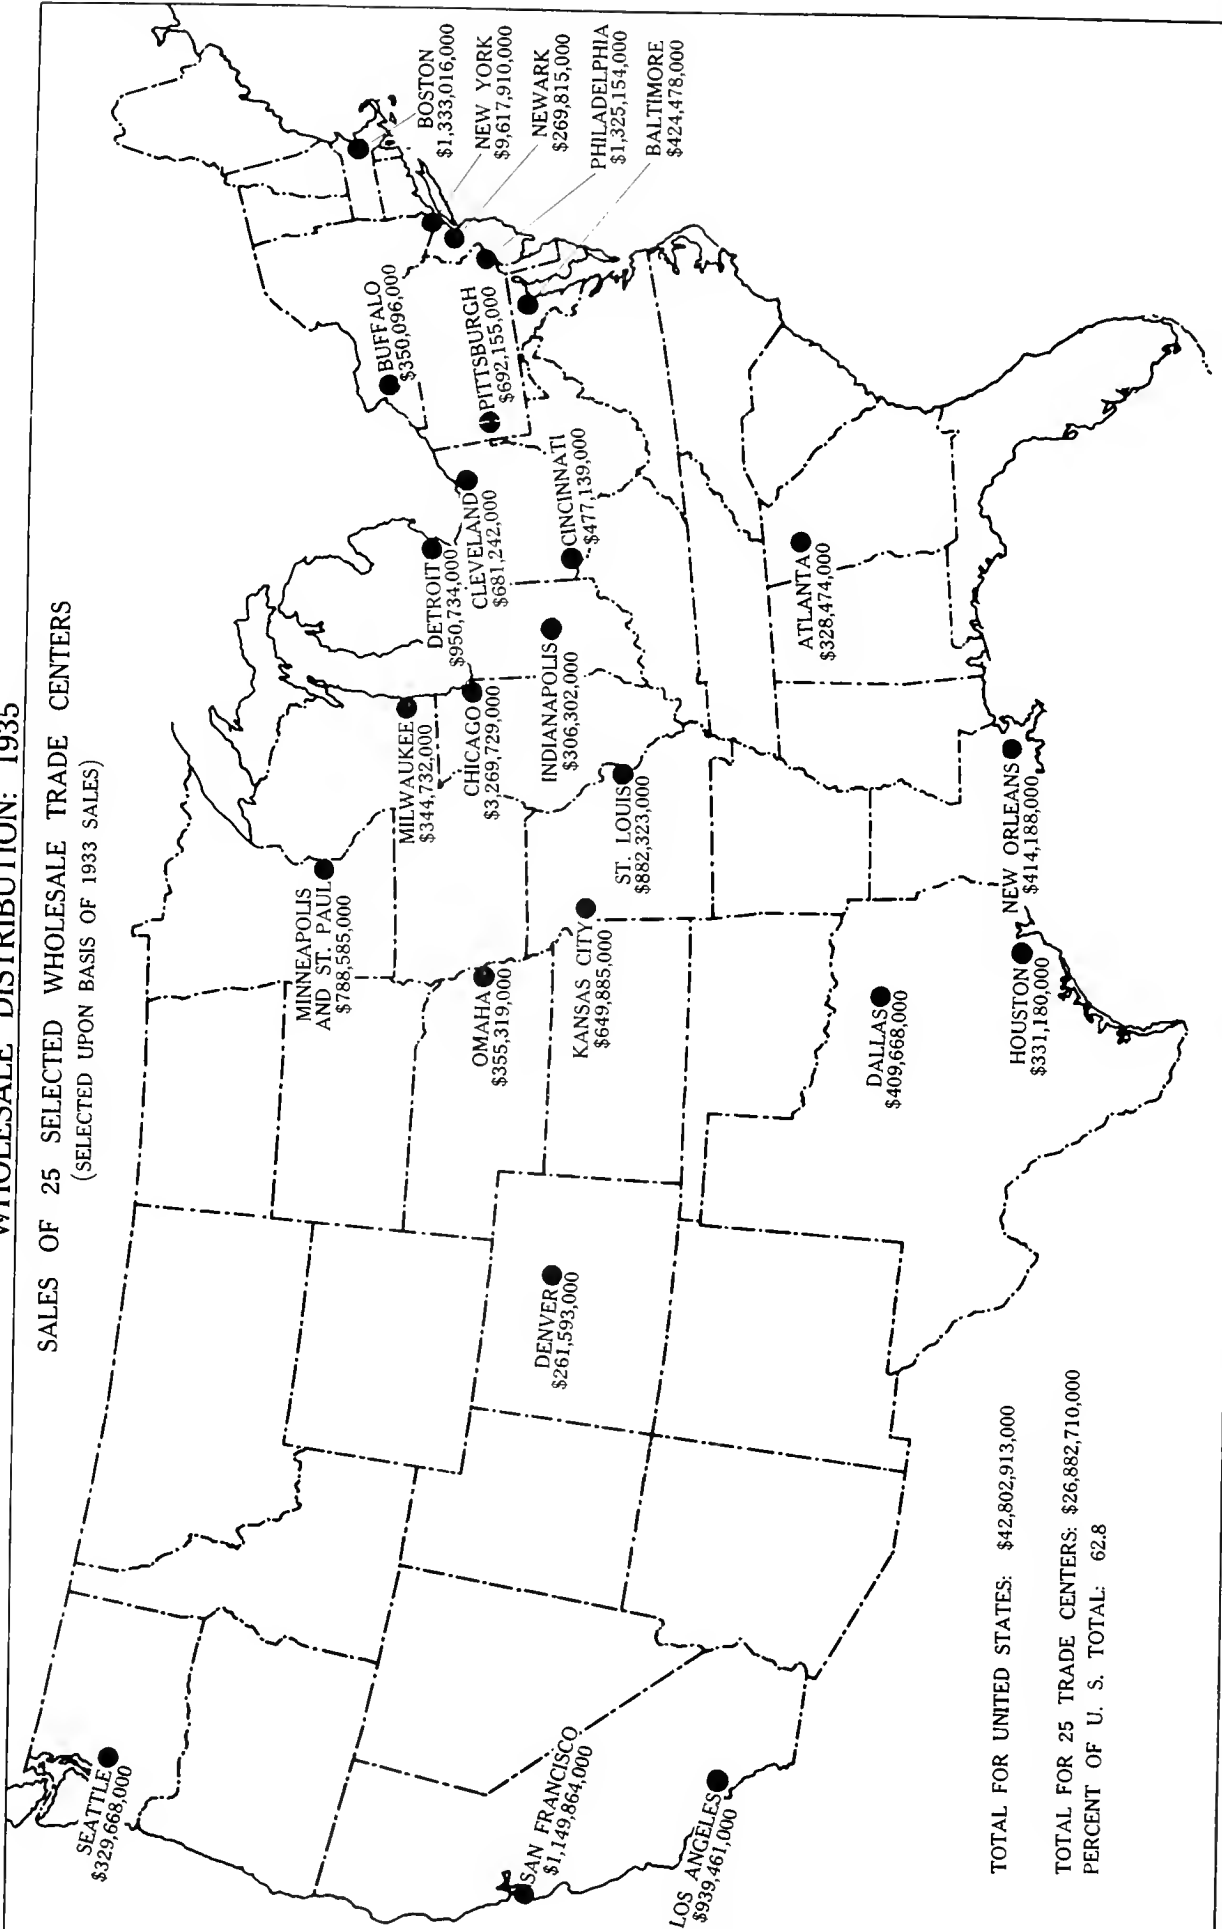 WHOLESALE DISTRIBUTION: 1935
SALES OF 25 SELECTED WHOLESALE TRADE CENTERS
(SELECTED UPON BASIS OF 1933 SALES)
SEATTLE
$329,668,000
SAN FRANCISCO
$1,149,864,000
LOS ANGELES
$939,461,000
DENVER
$261,593,000
MINNEAPOLIS
AND ST. PAUL
$788,585,000
OMAHA
$355,319,000
KANSAS CITY
$649,885,000
DALLAS
$409,668,000
HOUSTON
$331,180,000
NEW ORLEANS
$414,188,000
ST. LOUIS
$882,323,000
MILWAUKEE
$344,732,000
CHICAGO
$3,269,729,000
INDIANAPOLIS
$306,302,000
DETROIT
$950,734,000
CLEVELAND
$681,242,000
CINCINNATI
$477,139,000
ATLANTA
$328,474,000
BUFFALO
$350,096,000
PITTSBURGH
$692,155,000
BOSTON
$1,333,016,000
NEW YORK
$9,617,910,000
NEWARK
$269,815,000
PHILADELPHIA
$1,325,154,000
BALTIMORE
$424,478,000
TOTAL FOR UNITED STATES: $42,802,913,000
TOTAL FOR 25 TRADE CENTERS: $26,882,710,000
PERCENT OF U. S. TOTAL: 62.8